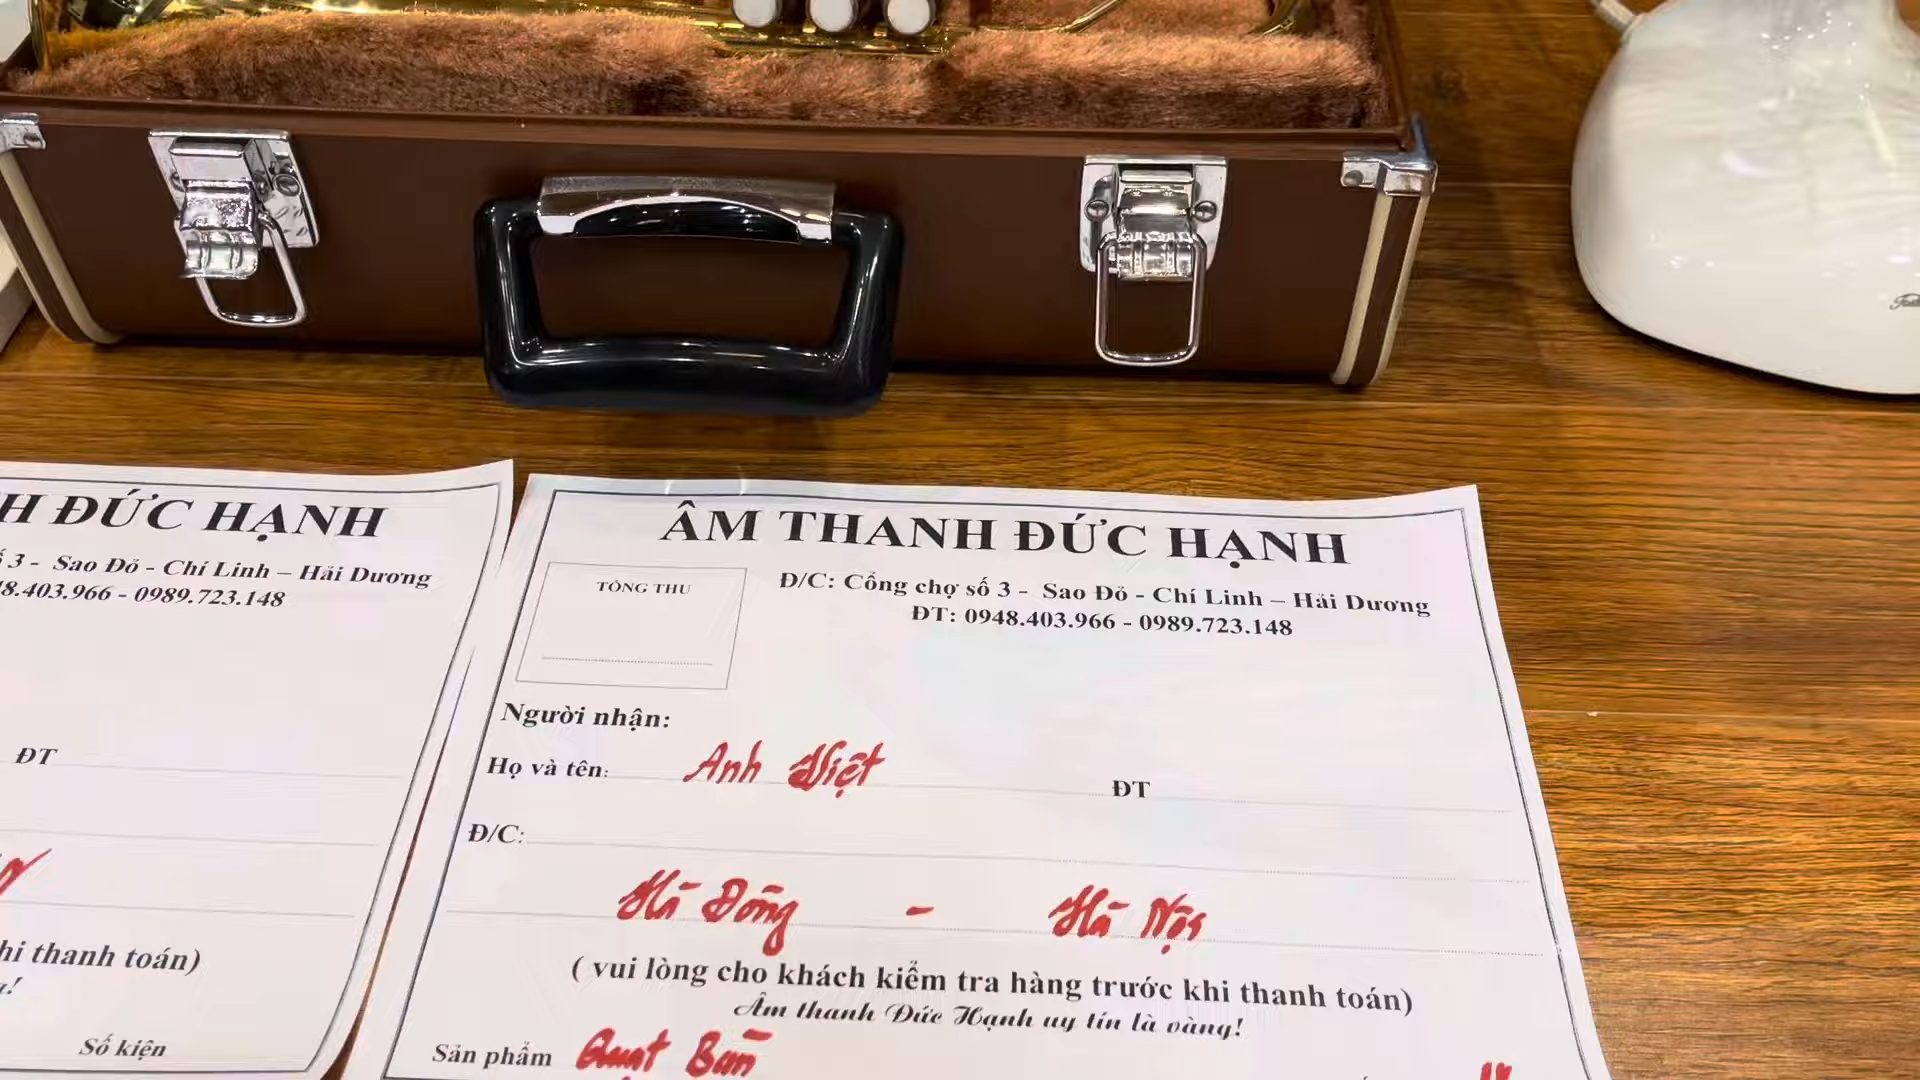 H ĐỨC HẠNH
ố 3 - Sao Đỏ - Chí Linh – Hải Dương
8.403.966 - 0989.723.148
ĐT
hi thanh toán)
Số kiện
ÂM THANH ĐỨC HẠNH
TỔNG THU
Đ/C: Cổng chợ số 3 - Sao Đỏ - Chí Linh – Hải Dương
ĐT: 0948.403.966 - 0989.723.148
Người nhận:
Họ và tên: Anh Việt ĐT
Đ/C:
Hà Đông - Hà Nội
( vui lòng cho khách kiểm tra hàng trước khi thanh toán)
Âm thanh Đức Hạnh uy tín là vàng!
Sản phẩm Quạt Bàn